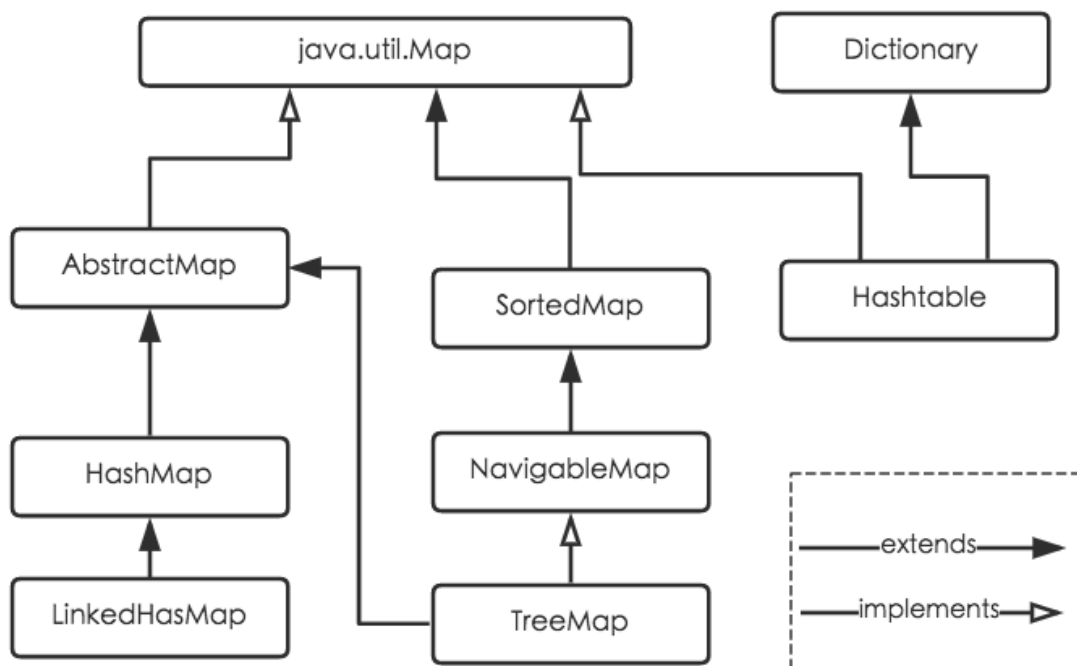 java.util.Map
Dictionary
AbstractMap
SortedMap
Hashtable
HashMap
NavigableMap
extends
LinkedHasMap
TreeMap
implements